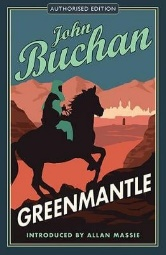 AUTHORISED EDITION
John
Buchan
GREENMANTLE
INTRODUCED BY ALLAN MASSIE